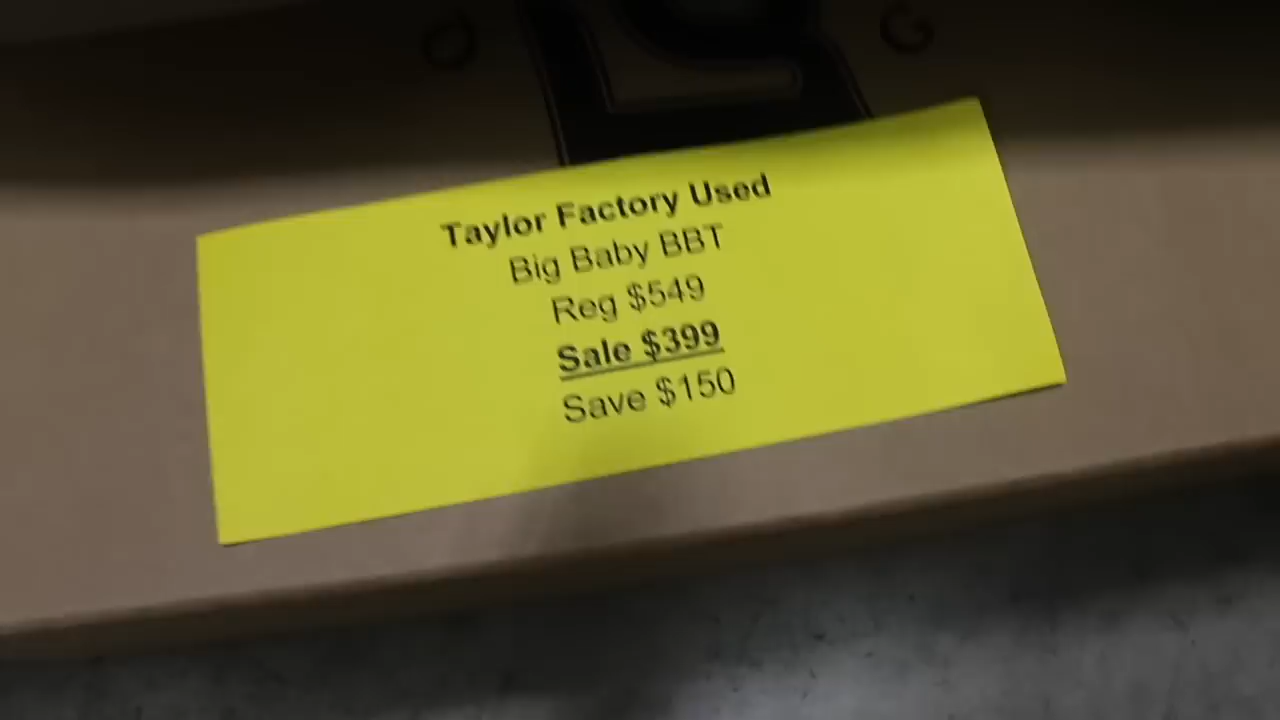 Taylor Factory Used
Big Baby BBT
Reg $549
Sale $399
Save $150